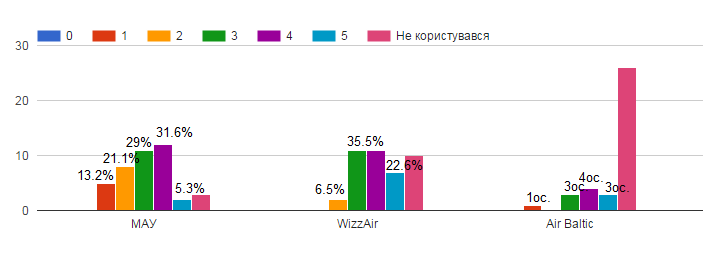 0 1 2 3 4 5 Не користувався
30
20
10
0
13.2% 21.1% 29% 31.6% 5.3%
6.5% 35.5% 22.6%
1ос. 3ос. 4ос. 3ос.
МАУ WizzAir Air Baltic